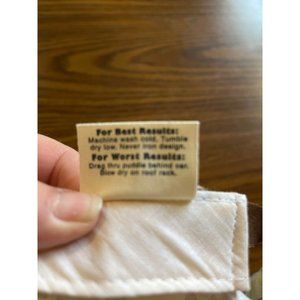 For Best Results:
Machine wash cold, Tumble
dry low. Never iron design.
For Worst Results:
Drag thru puddle behind car.
Blow dry on roof rack.